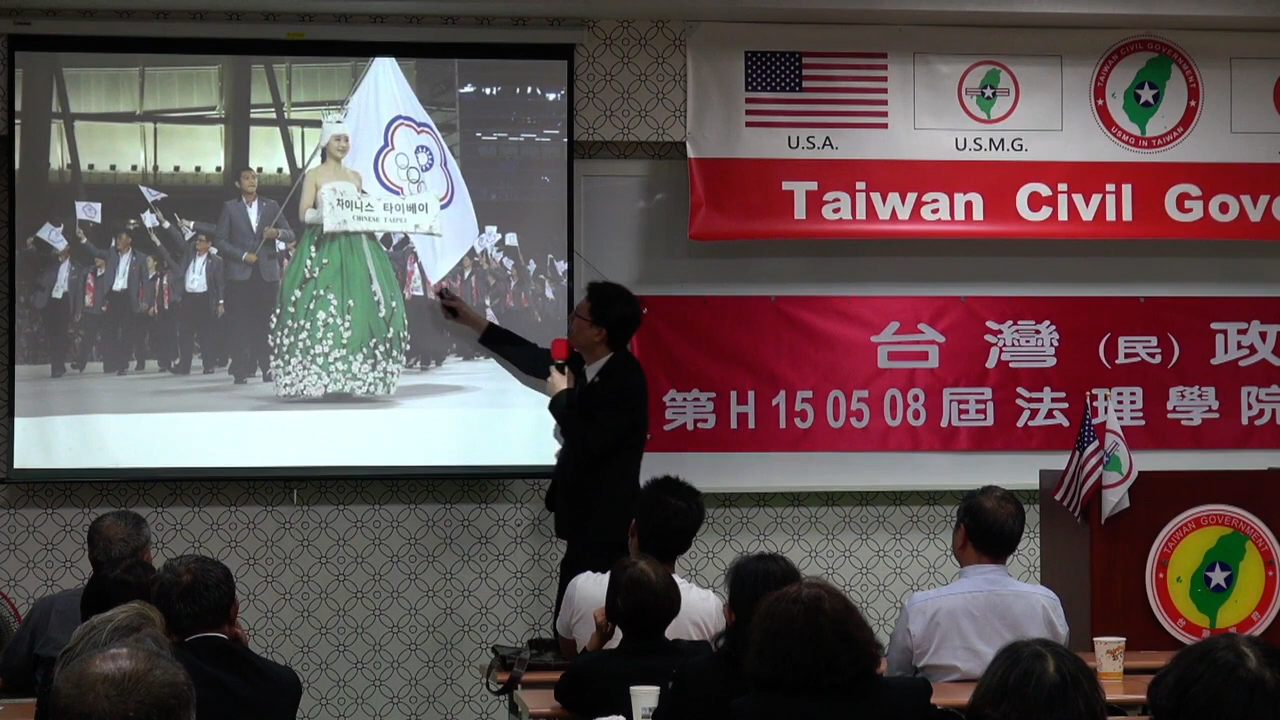 차이니스 타이베이
CHINESE TAIPEI
U.S.A.
U.S.M.G.
TAIWAN CIVIL GOVERNMENT
USMG IN TAIWAN
Taiwan Civil Gove
台灣（民）政
第H 15 05 08 屆法理學院
TAIWAN GOVERNMENT